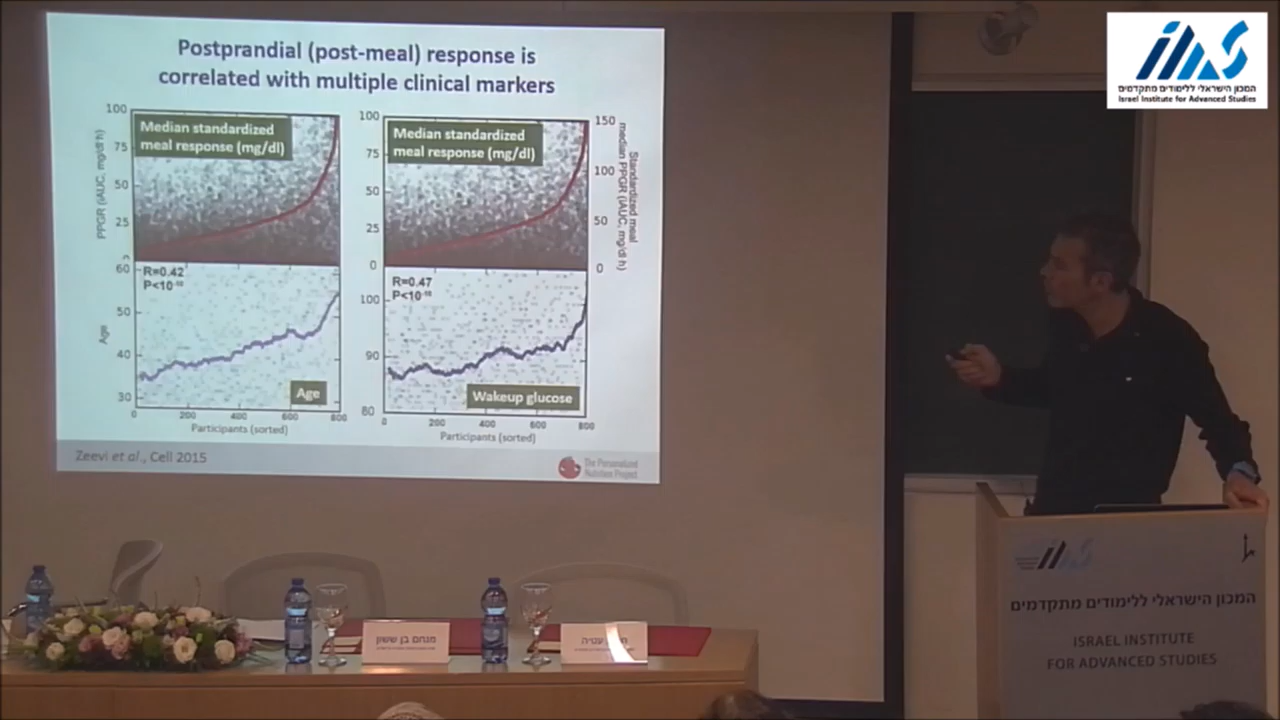 Postprandial (post-meal) response is
correlated with multiple clinical markers
100
75
50
25
PPGR (iAUC, mg/dl h)
Median standardized
meal response (mg/dl)
60
50
40
30
Age
R=0.42
P<10
Age
0
200
400
600
800
Participants (sorted)
100
75
50
25
0
Median standardized
meal response (mg/dl)
150
100
50
0
Standardized meal
median PPGR (iAUC, mg/dl h)
100
90
80
R=0.47
P<10
Wakeup glucose
0
200
400
600
800
Participants (sorted)
Zeevi et al., Cell 2015
The Personalized
Nutrition Project
המכון הישראלי ללימודים מתקדמים
Israel Institute for Advanced Studies
מנחם בן ששון
עטיה
המכון הישראלי ללימודים מתקדמים
ISRAEL INSTITUTE
FOR ADVANCED STUDIES